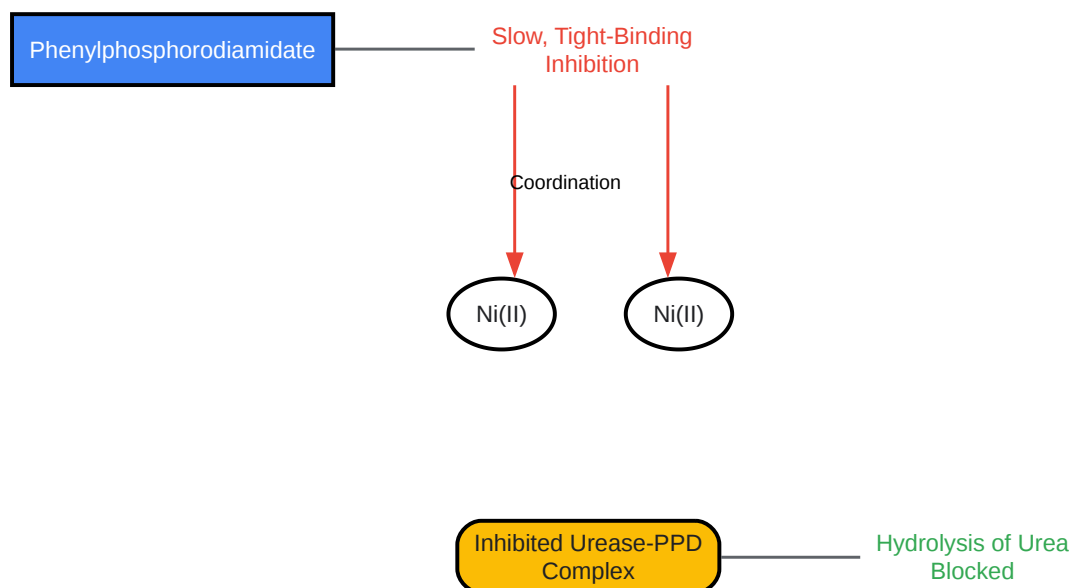 Phenylphosphorodiamidate
Slow, Tight-Binding
Inhibition
Coordination
Ni(II)
Ni(II)
Inhibited Urease-PPD
Complex
Hydrolysis of Urea
Blocked